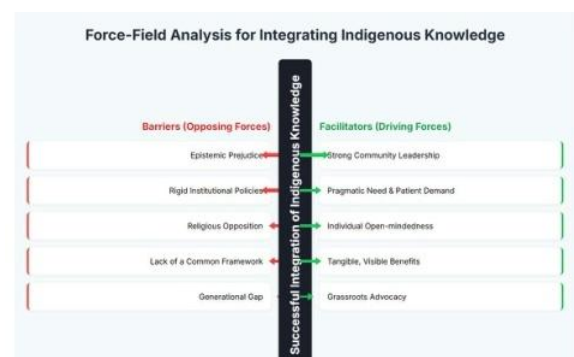 Force-Field Analysis for Integrating Indigenous Knowledge
Barriers (Opposing Forces)
Facilitators (Driving Forces)
Successful Integration of Indigenous Knowledge
Epistemic Prejudice
Strong Community Leadership
Rigid Institutional Policies
Pragmatic Need & Patient Demand
Religious Opposition
Individual Open-mindedness
Lack of a Common Framework
Tangible, Visible Benefits
Generational Gap
Grassroots Advocacy